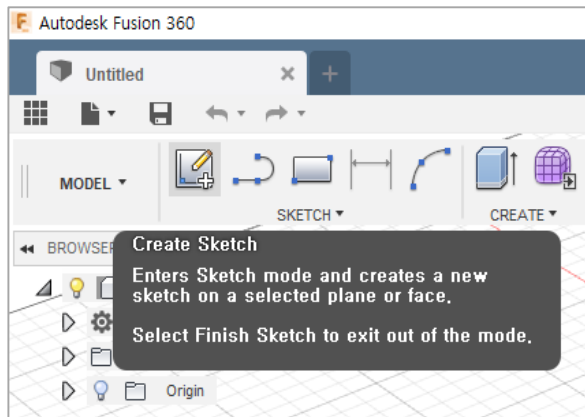 Autodesk Fusion 360
Untitled
MODEL
SKETCH
CREATE
BROWSER
Create Sketch
Enters Sketch mode and creates a new
sketch on a selected plane or face.
Select Finish Sketch to exit out of the mode.
Origin